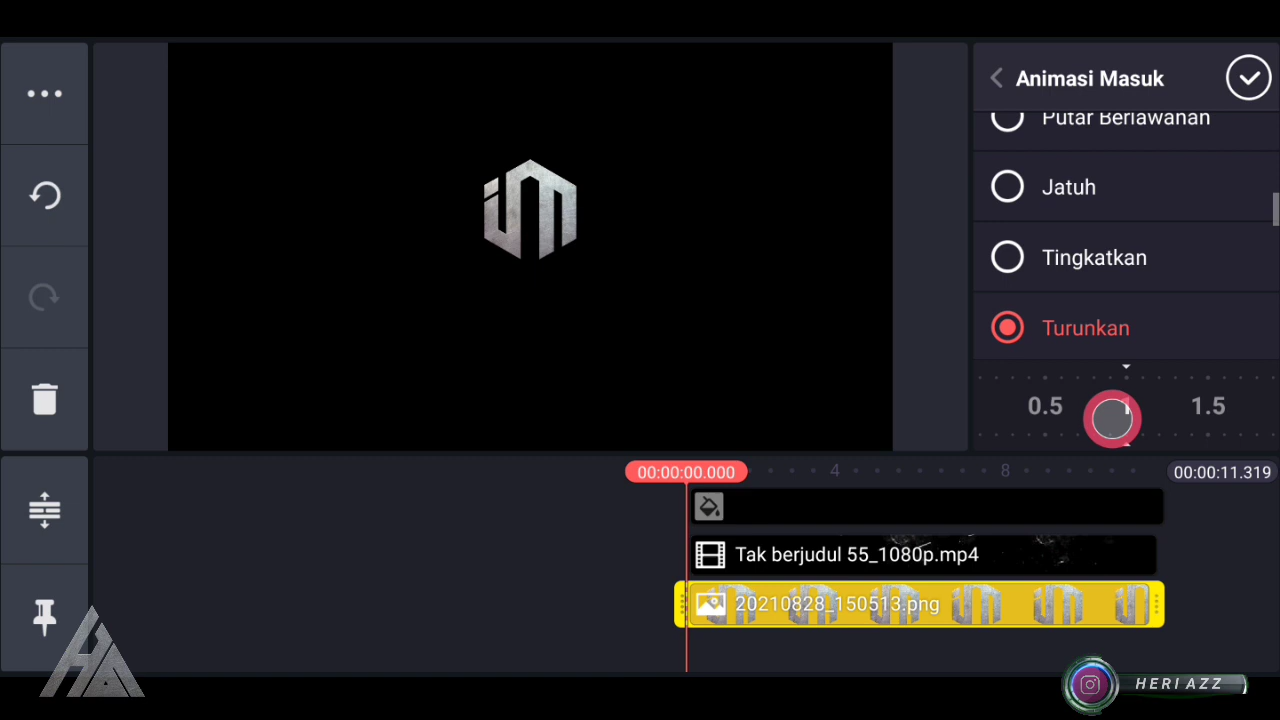 Animasi Masuk
Putar Berlawanan
Jatuh
Tingkatkan
Turunkan
0.5
1
1.5
00:00:00.000
4
8
00:00:11.319
Tak berjudul 55_1080p.mp4
20210828_150513.png
HERI AZZ